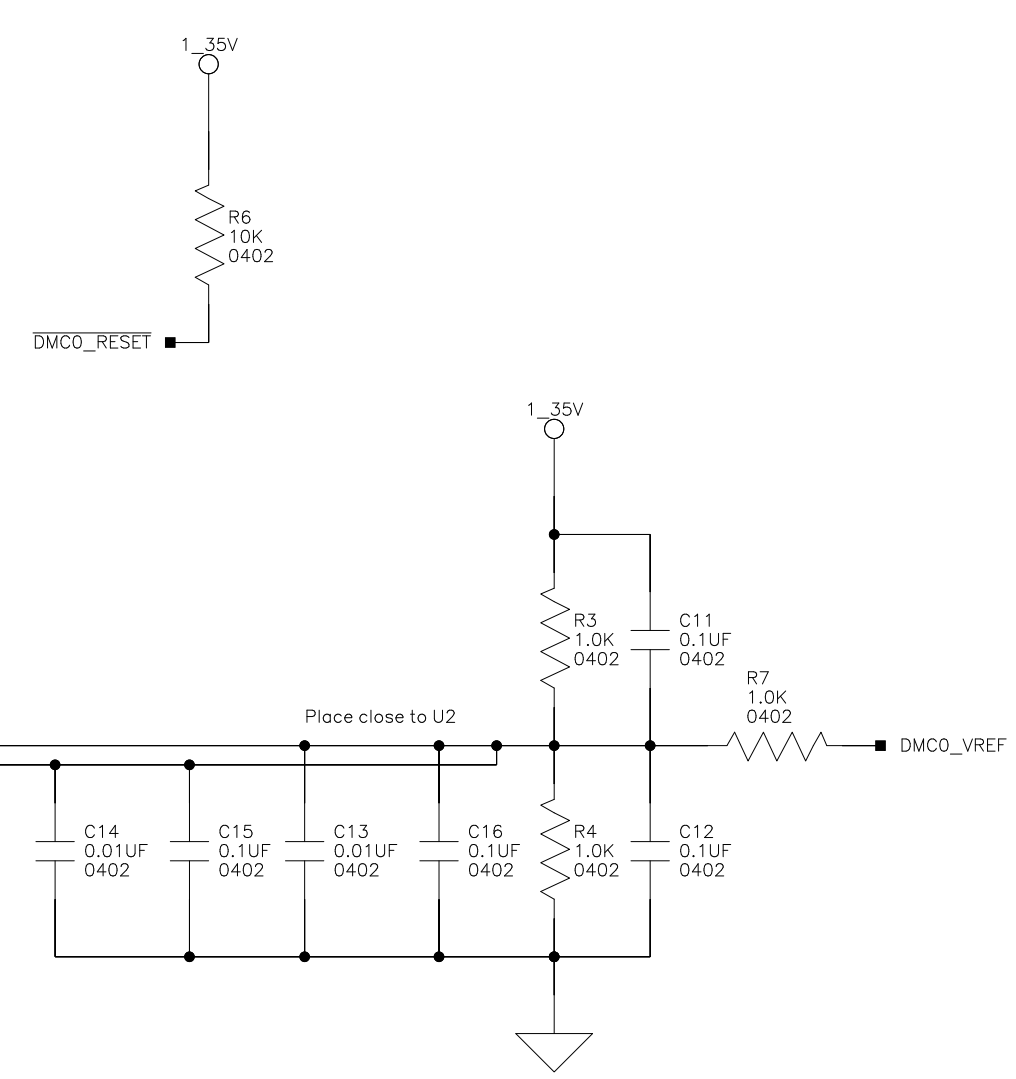 1_35V
R6
10K
0402
DMC0_RESET
1_35V
R3
1.0K
0402
C11
0.1UF
0402
R7
1.0K
0402
Place close to U2
DMC0_VREF
C14
0.01UF
0402
C15
0.1UF
0402
C13
0.01UF
0402
C16
0.1UF
0402
R4
1.0K
0402
C12
0.1UF
0402